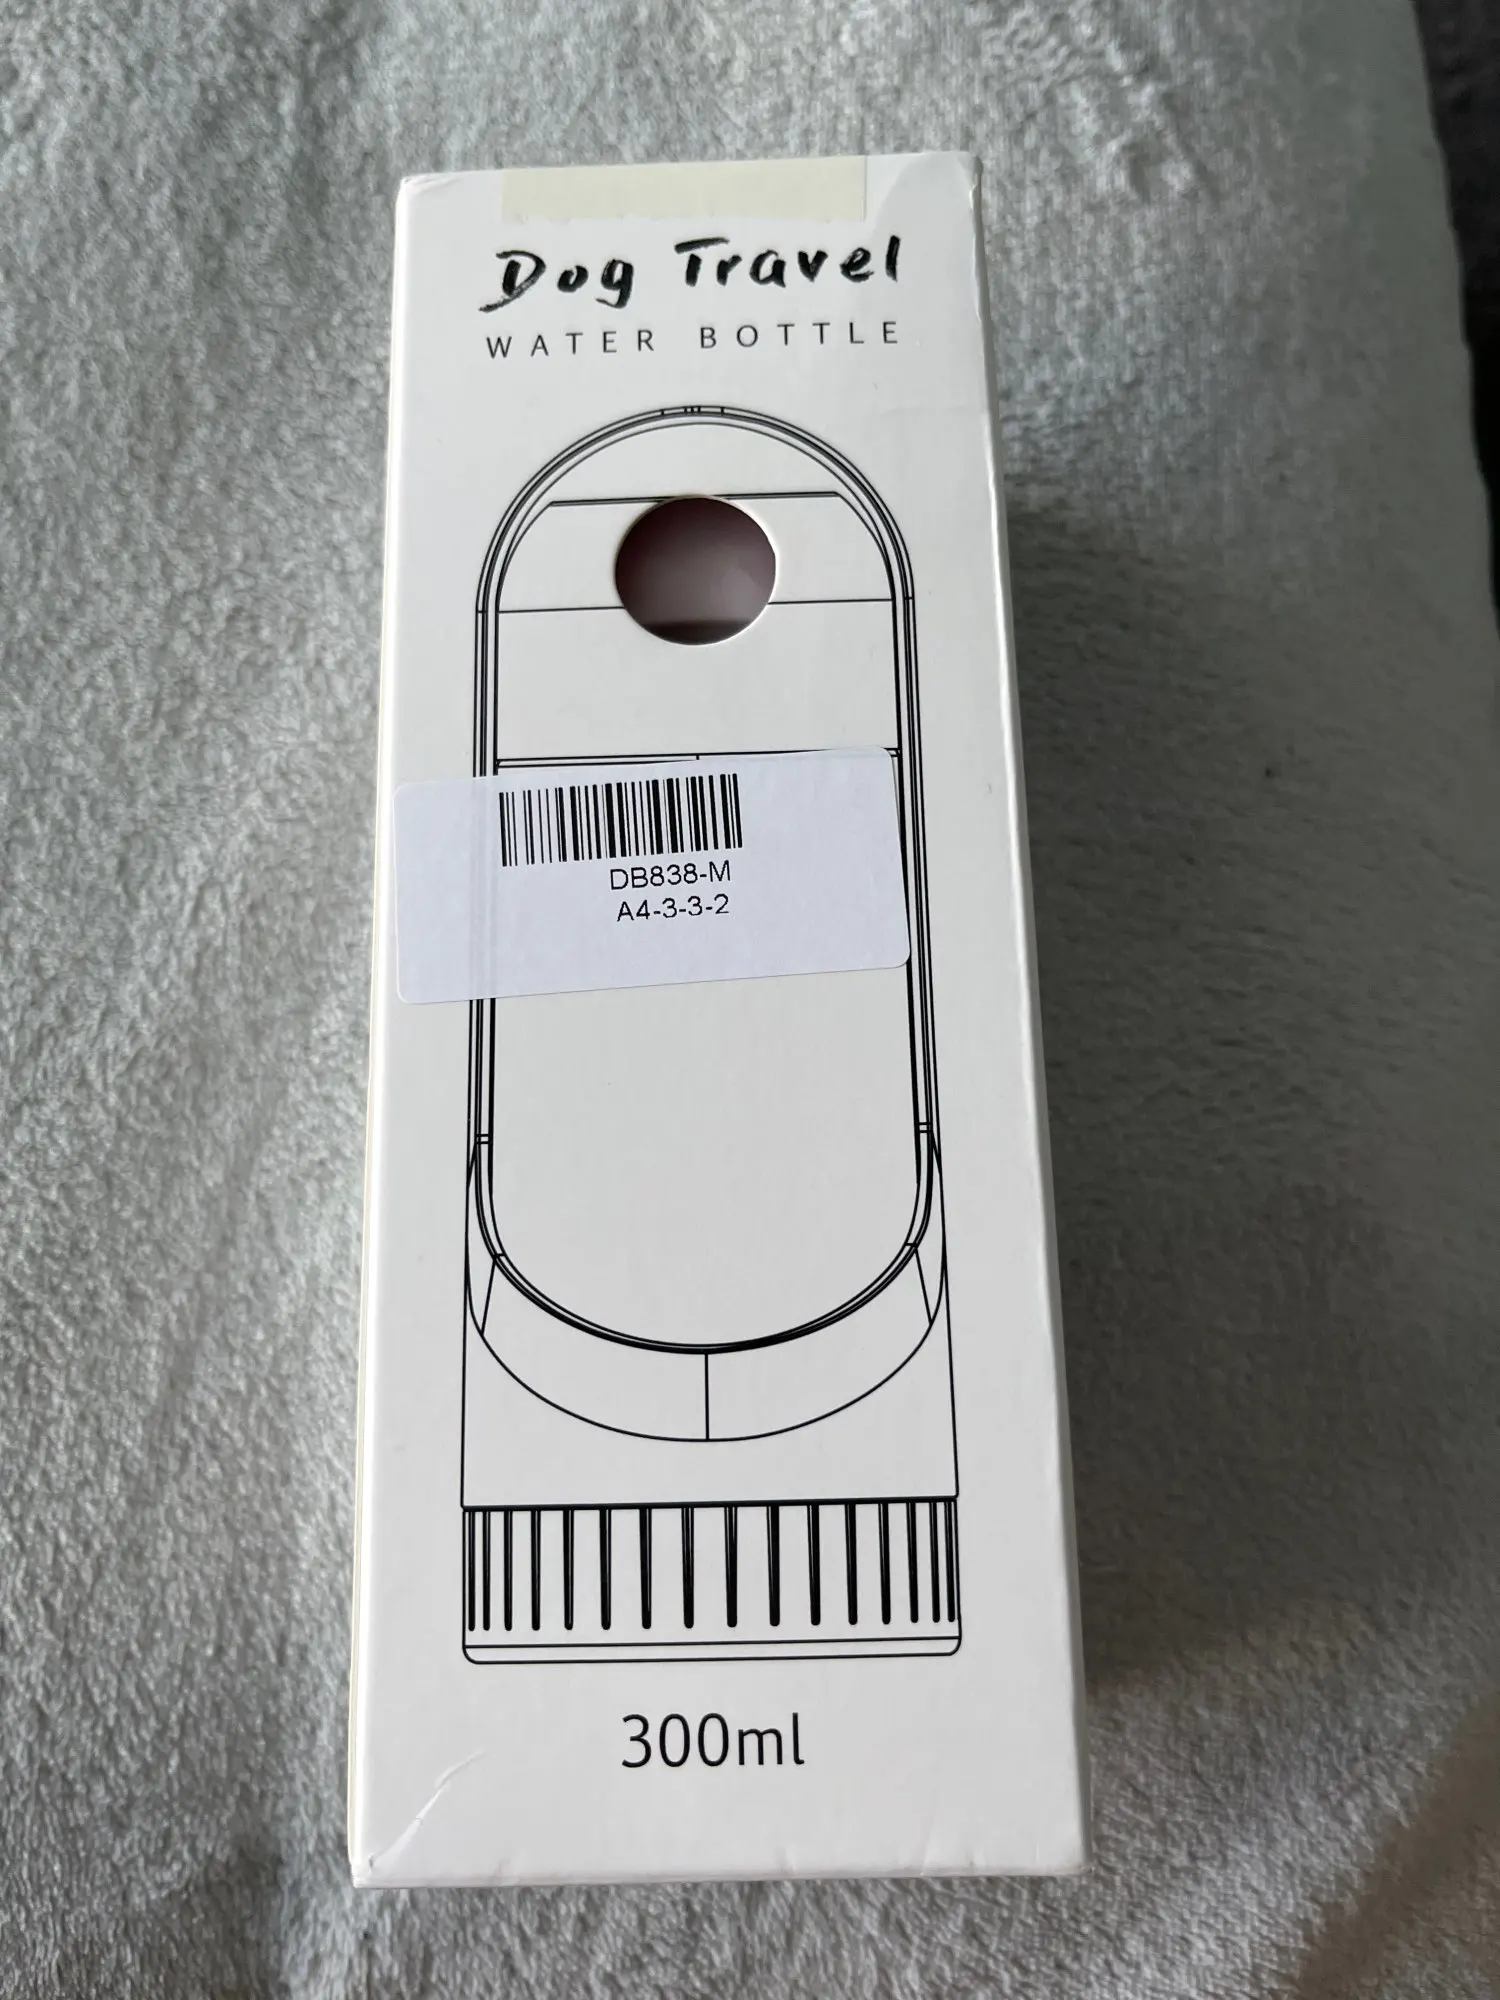 Dog Travel
WATER BOTTLE
DB838-M
A4-3-3-2
300ml